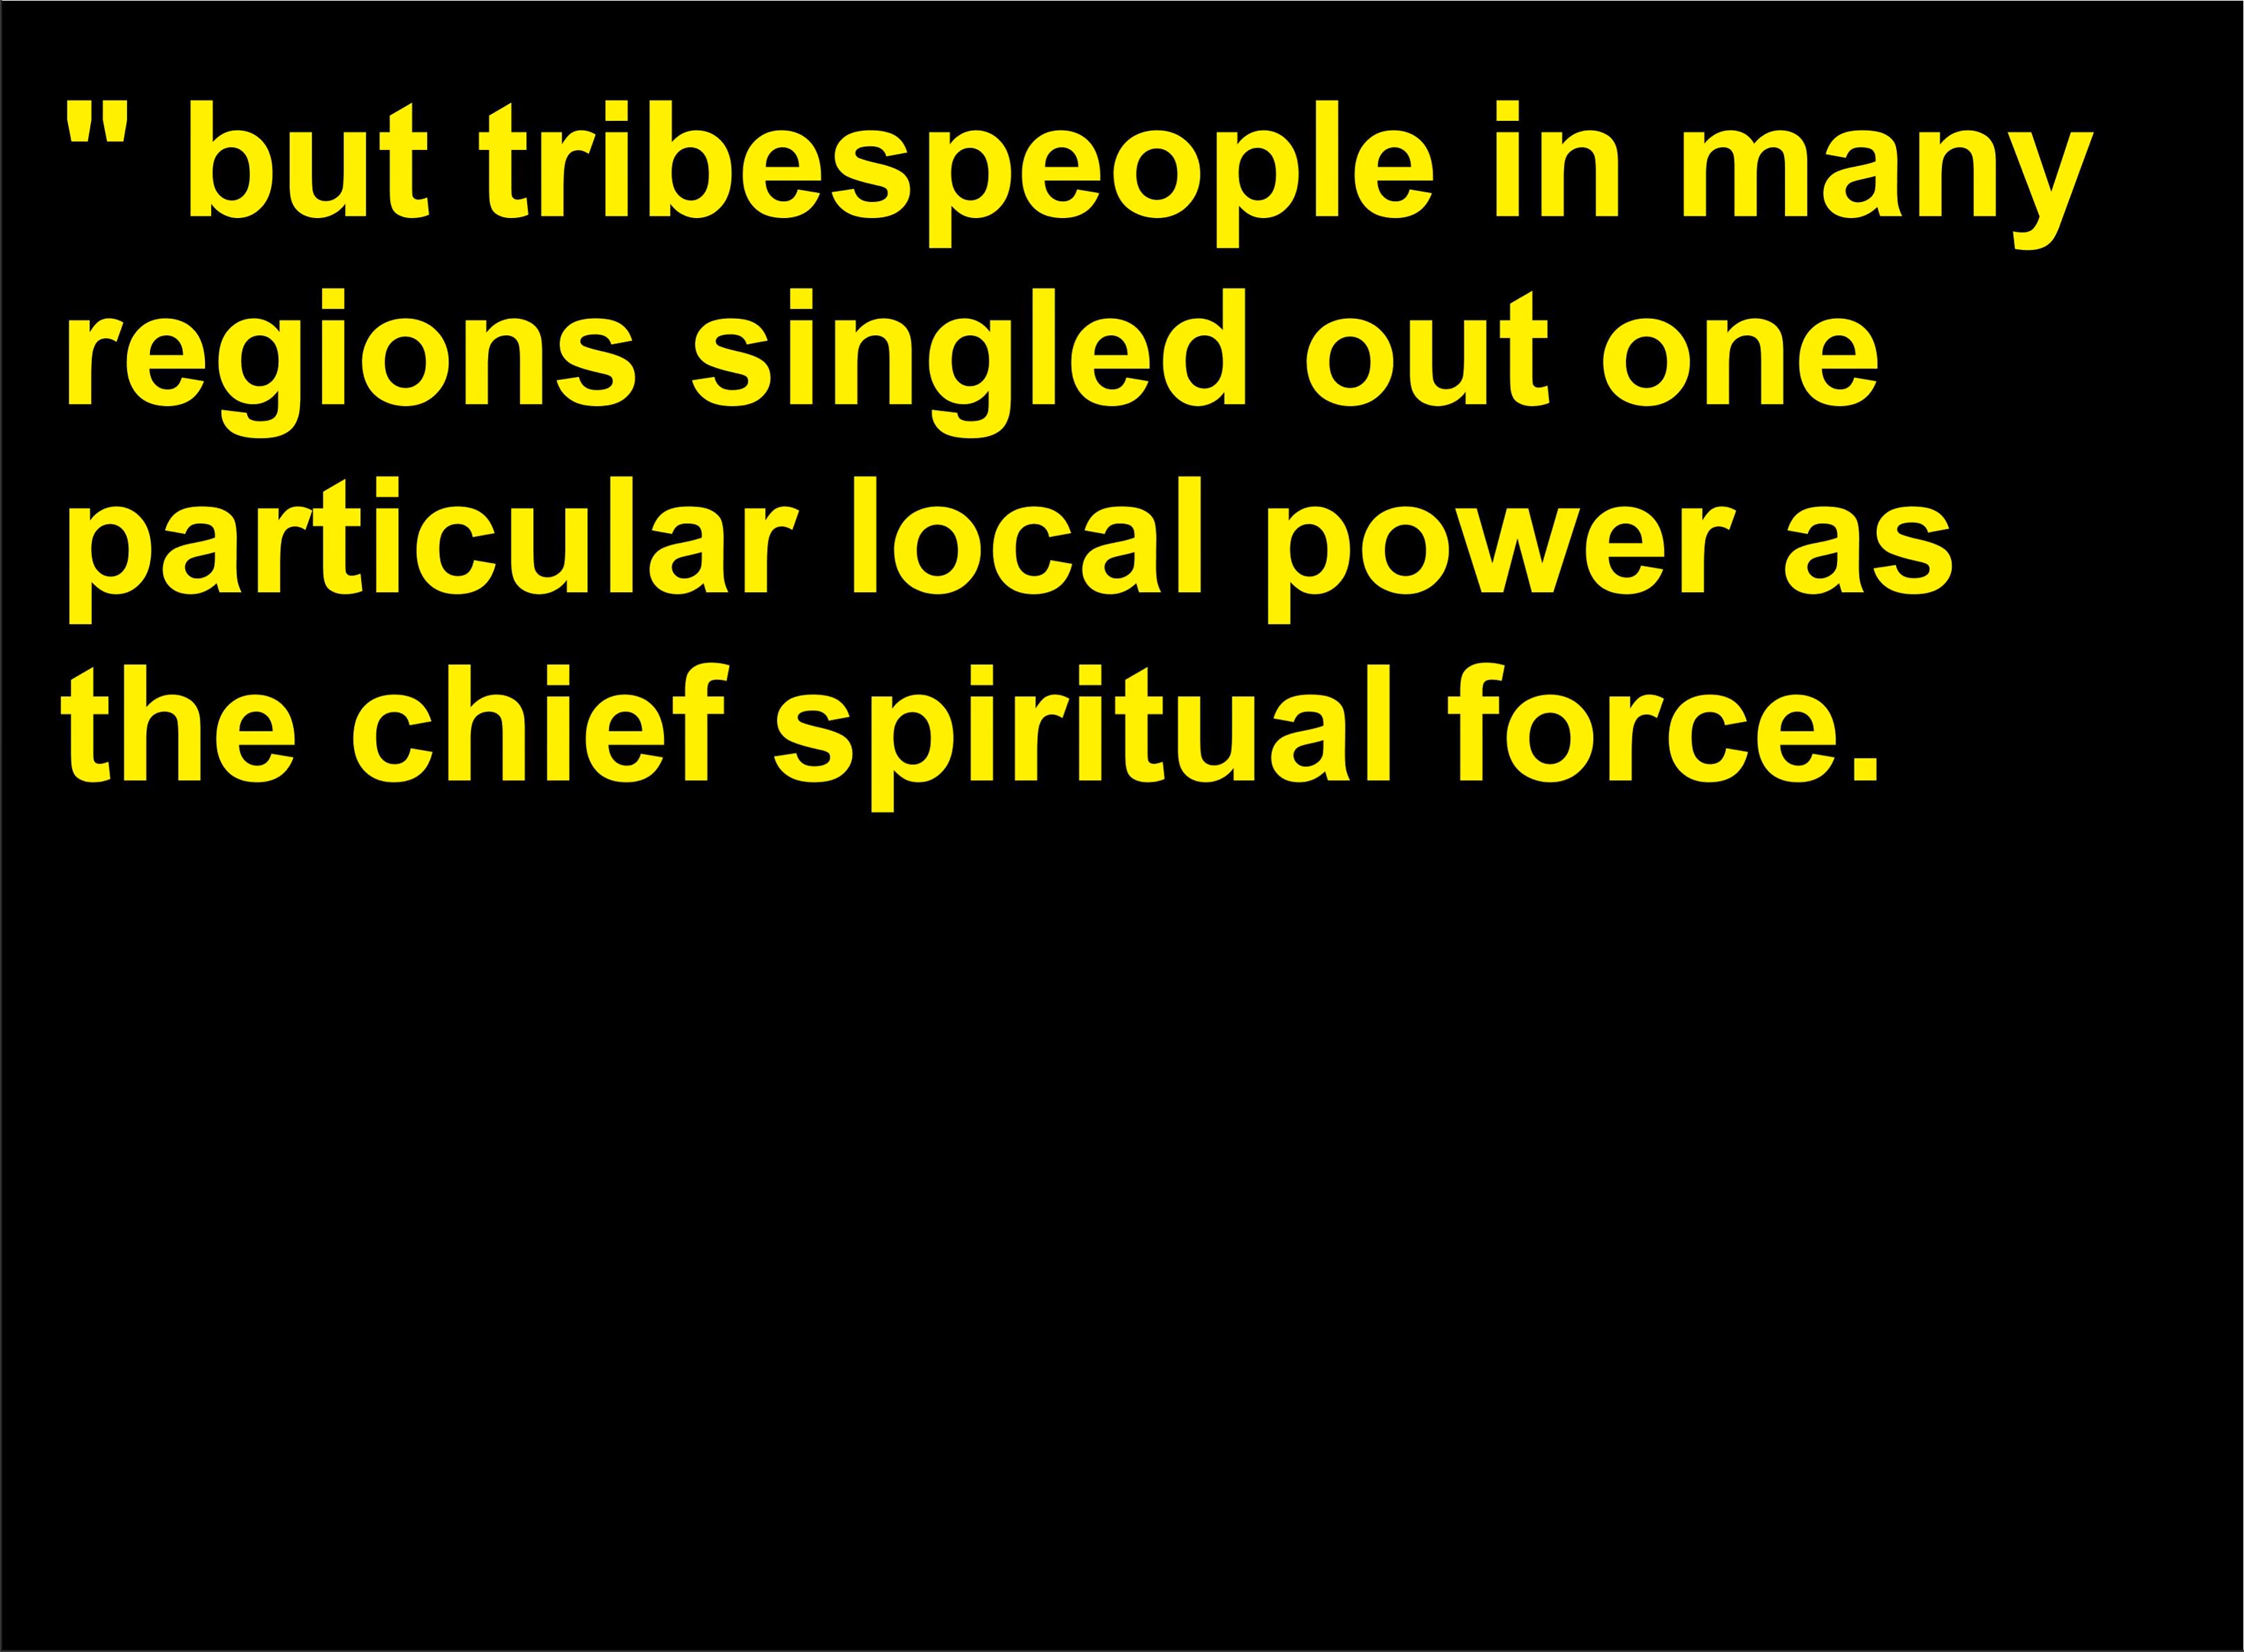 " but tribespeople in many
regions singled out one
particular local power as
the chief spiritual force.